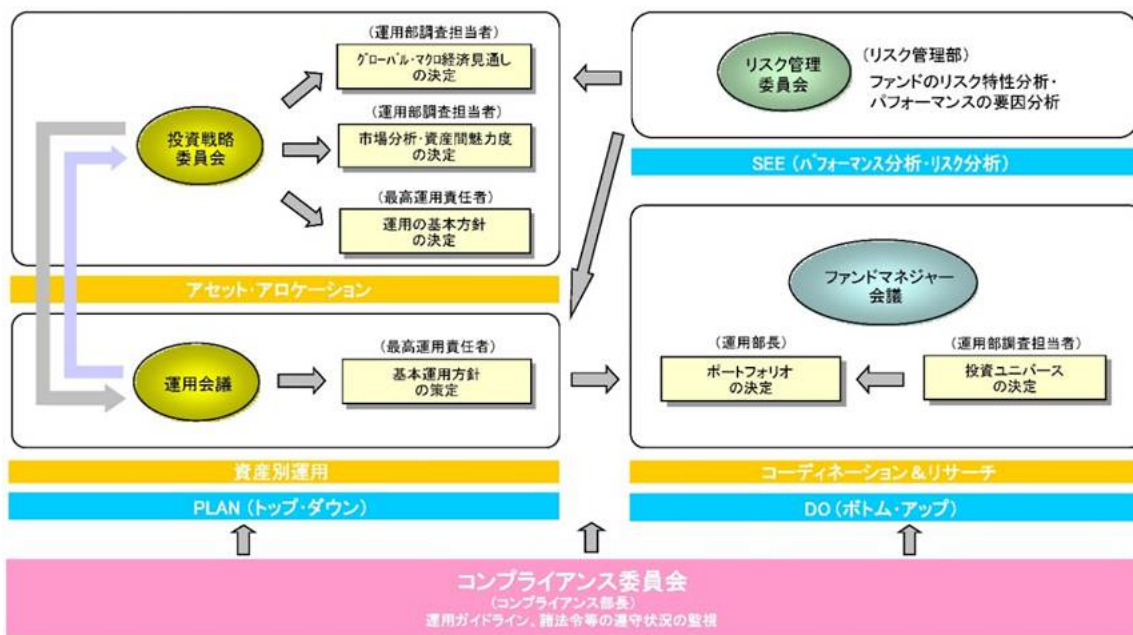 (運用部調査担当者)
グローバル・マクロ経済見通し
の決定
投資戦略
委員会
(運用部調査担当者)
市場分析・資産間魅力度
の決定
(最高運用責任者)
運用の基本方針
の決定
アセット・アロケーション
運用会議
(最高運用責任者)
基本運用方針
の策定
資産別運用
PLAN (トップ・ダウン)
リスク管理
委員会
(リスク管理部)
ファンドのリスク特性分析・
パフォーマンスの要因分析
SEE (パフォーマンス分析・リスク分析)
ファンドマネジャー
会議
(運用部長)
ポートフォリオ
の決定
(運用部調査担当者)
投資ユニバース
の決定
コーディネーション&リサーチ
DO (ボトム・アップ)
コンプライアンス委員会
(コンプライアンス部長)
運用ガイドライン、諸法令等の遵守状況の監視